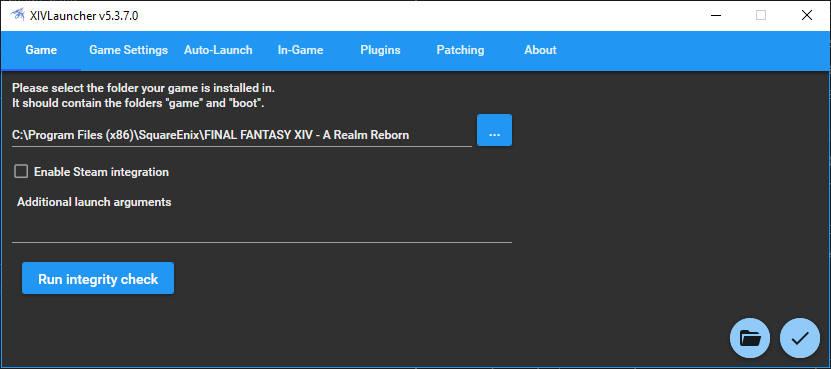 XIVLauncher v5.3.7.0
Game Game Settings Auto-Launch In-Game Plugins Patching About
Please select the folder your game is installed in.
It should contain the folders "game" and "boot".
C:\Program Files (x86)\SquareEnix\FINAL FANTASY XIV - A Realm Reborn
...
Enable Steam integration
Additional launch arguments
Run integrity check